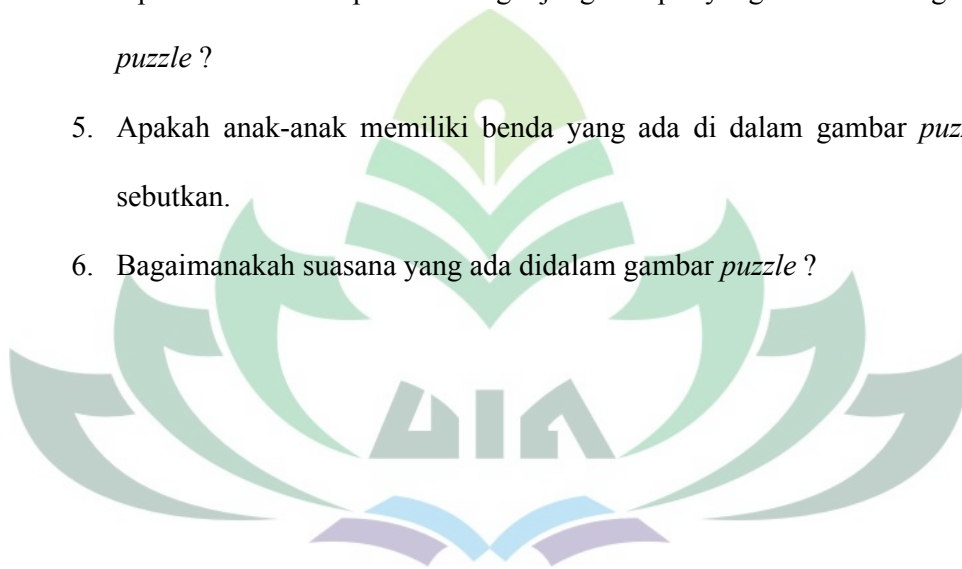 puzzle ?
5. Apakah anak-anak memiliki benda yang ada di dalam gambar
sebutkan.
6. Bagaimanakah suasana yang ada didalam gambar puzzle ?
UIN